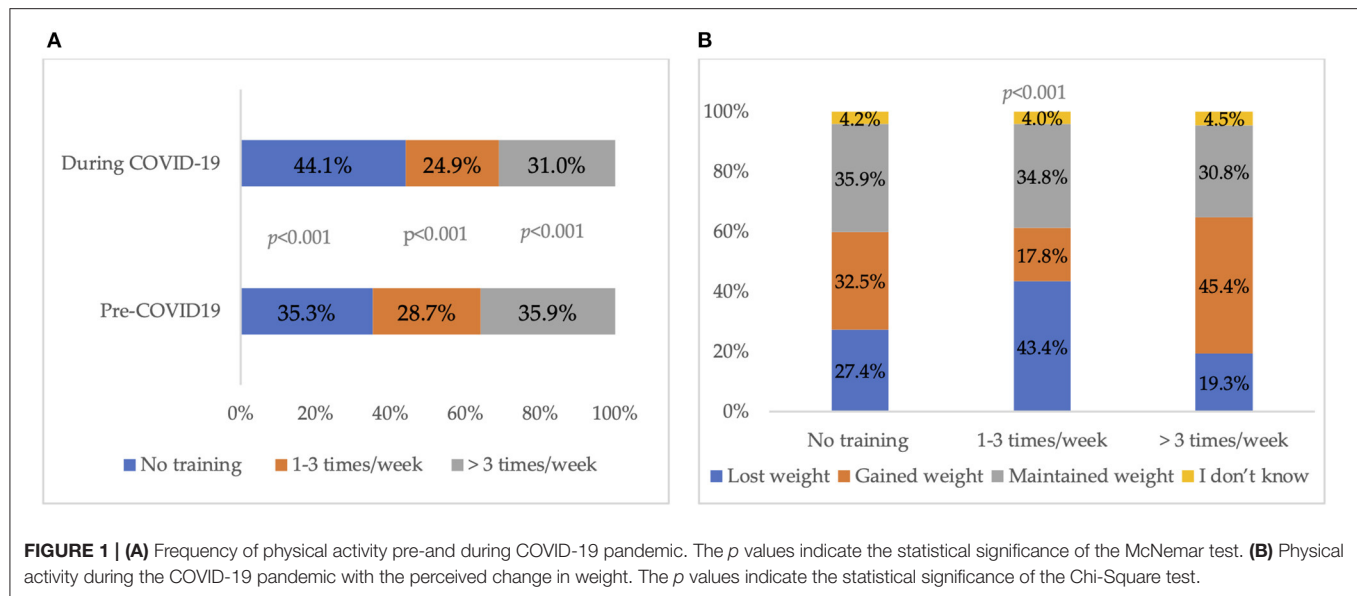 A
During COVID-19
44.1% 24.9% 31.0%
p<0.001 p<0.001 p<0.001
Pre-COVID19
35.3% 28.7% 35.9%
0% 20% 40% 60% 80% 100%
No training 1-3 times/week > 3 times/week
B
p<0.001
100%
4.2% 4.0% 4.5%
80%
35.9% 34.8% 30.8%
60%
32.5% 17.8% 45.4%
40%
27.4% 43.4% 19.3%
20%
0%
No training 1-3 times/week > 3 times/week
Lost weight Gained weight Maintained weight I don't know
FIGURE 1 | (A) Frequency of physical activity pre-and during COVID-19 pandemic. The p values indicate the statistical significance of the McNemar test. (B) Physical
activity during the COVID-19 pandemic with the perceived change in weight. The p values indicate the statistical significance of the Chi-Square test.